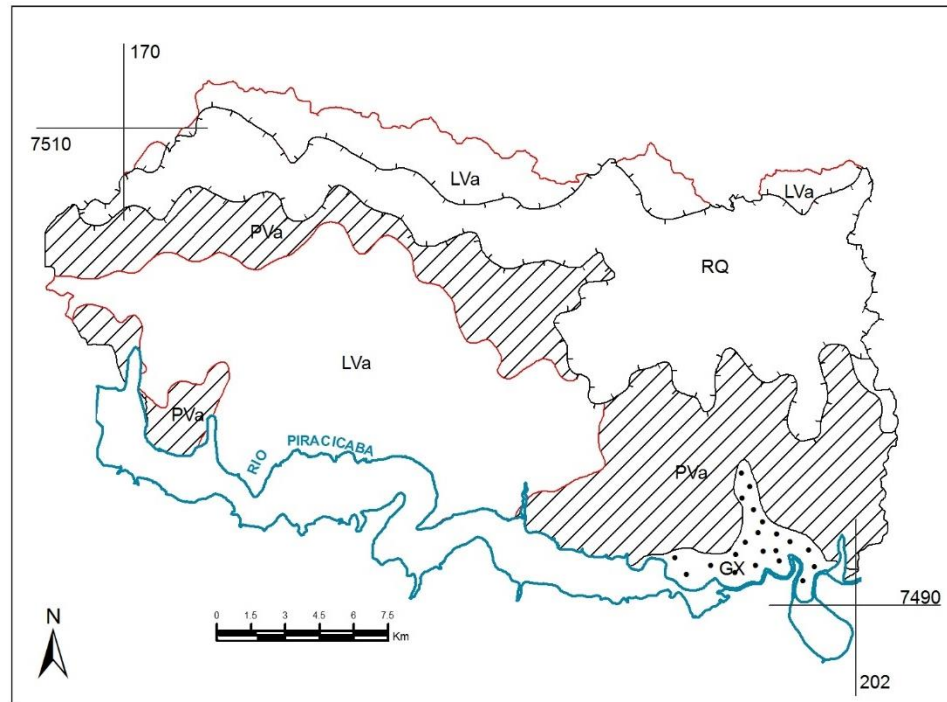 170
7510
LVa
LVa
PVa
RQ
LVa
PVa
RIO PIRACICABA
PVa
GX
7490
N
0 1.5 3 4.5 6 7.5
Km
202